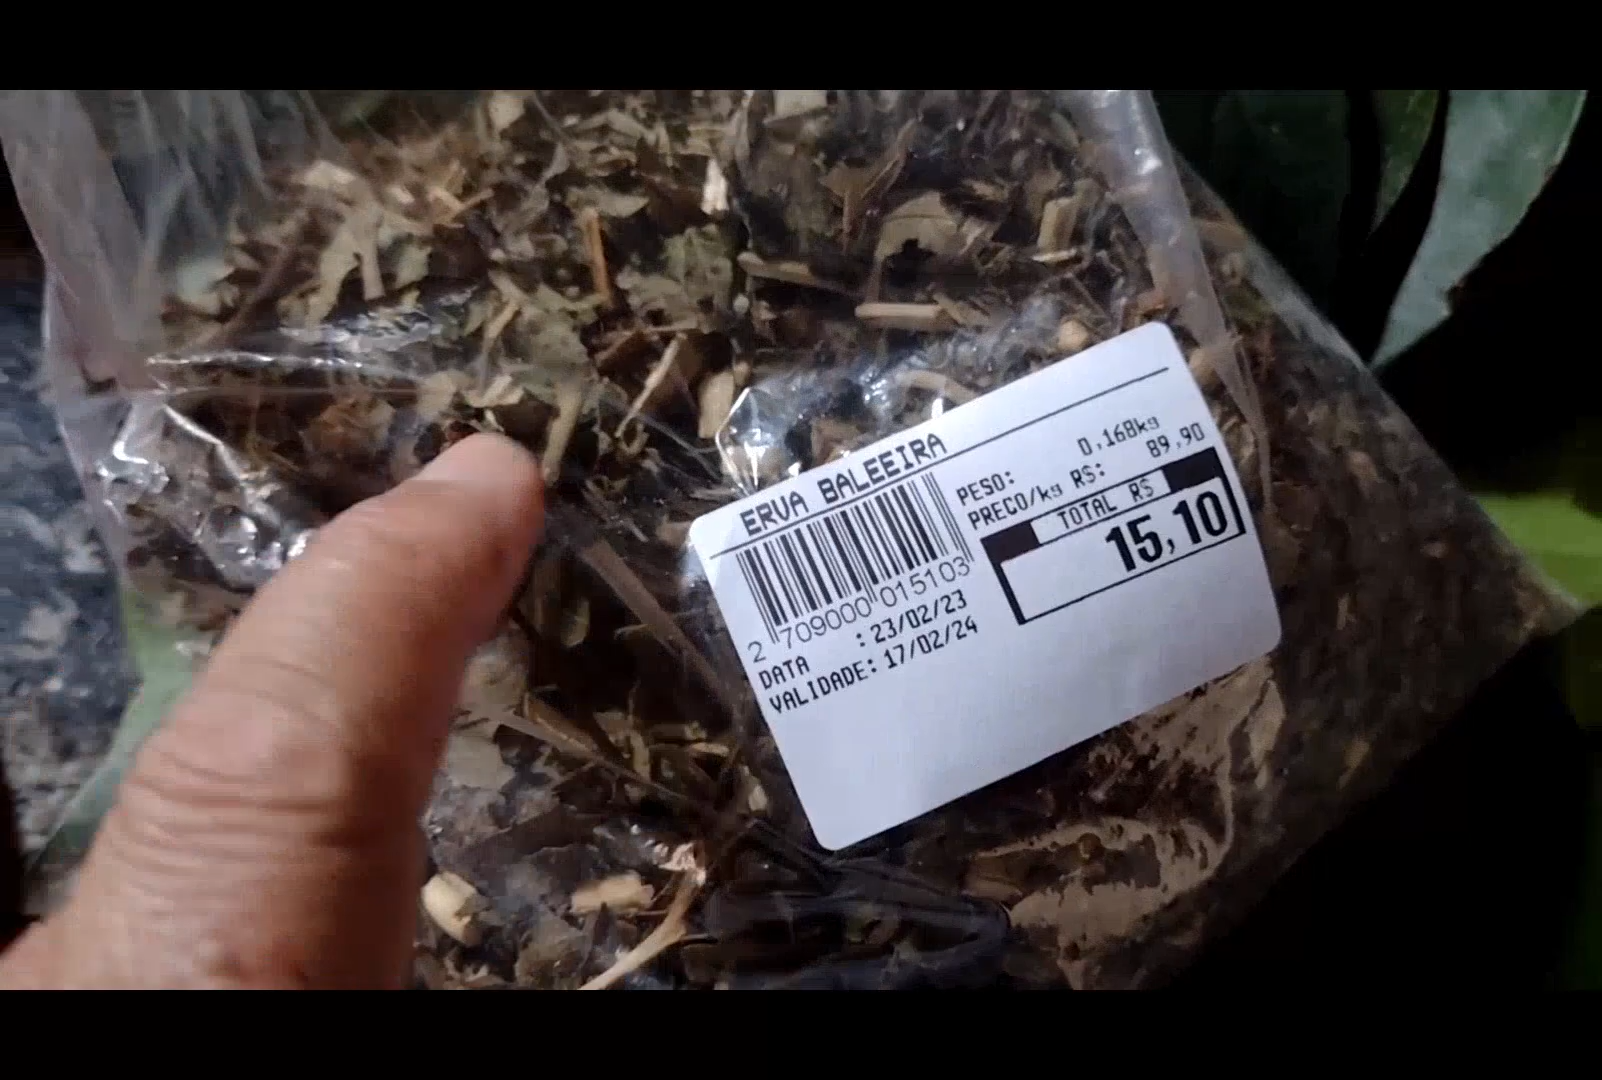 ERVA BALEEIRA
PESO: 0,168kg
PRECO/kg R$: 89,90
TOTAL R$
15,10
2 709000 015103
DATA : 23/02/23
VALIDADE: 17/02/24